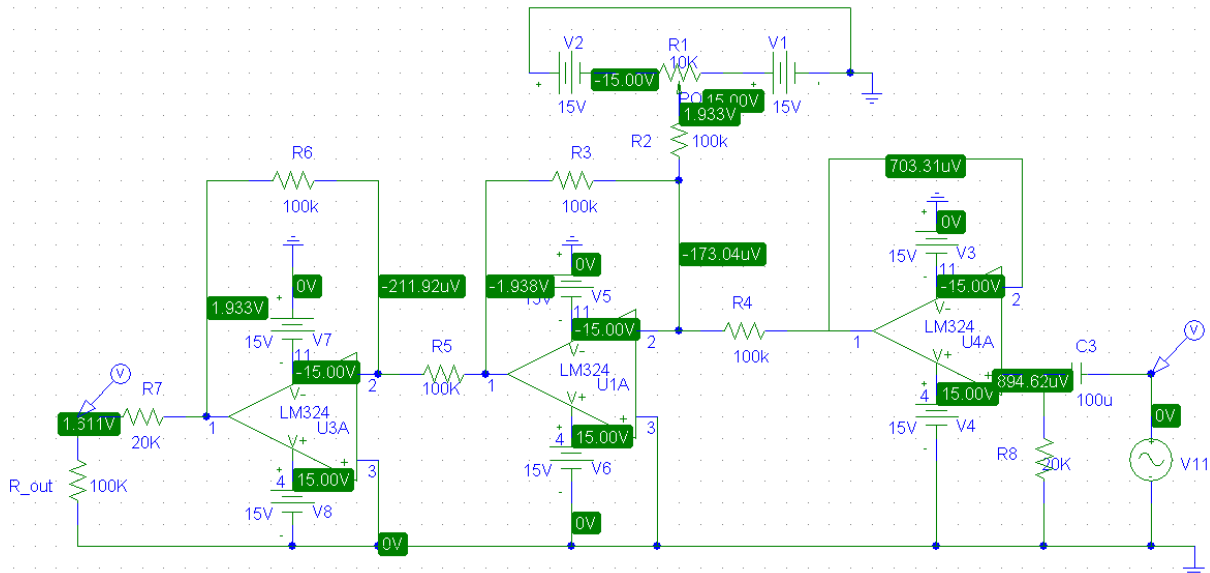 V2
R1
V1
+
10K
-15.00V
+
-
15V
PO
15.00V
15V
1.933V
R2
100k
R6
R3
703.31uV
100k
100k
+
0V
-173.04uV
15V
V3
0V
+
0V
-211.92uV
-1.938V
V5
11
-15.00V
2
1.933V
+
15V
V7
-
11
-15.00V
2
R4
V-
LM324
15V
-
11
-15.00V
2
R5
V-
LM324
1
100k
U4A
C3
V
V
V-
LM324
100K
1
U1A
V+
894.62uV
100u
R7
1.611V
20K
1
U3A
V+
+
3
4
15.00V
15V
V4
-
0V
V+
4
15.00V
+
3
R8
20K
V11
R_out
100K
+
4
15.00V
15V
V8
-
+
15V
V6
-
0V
0V